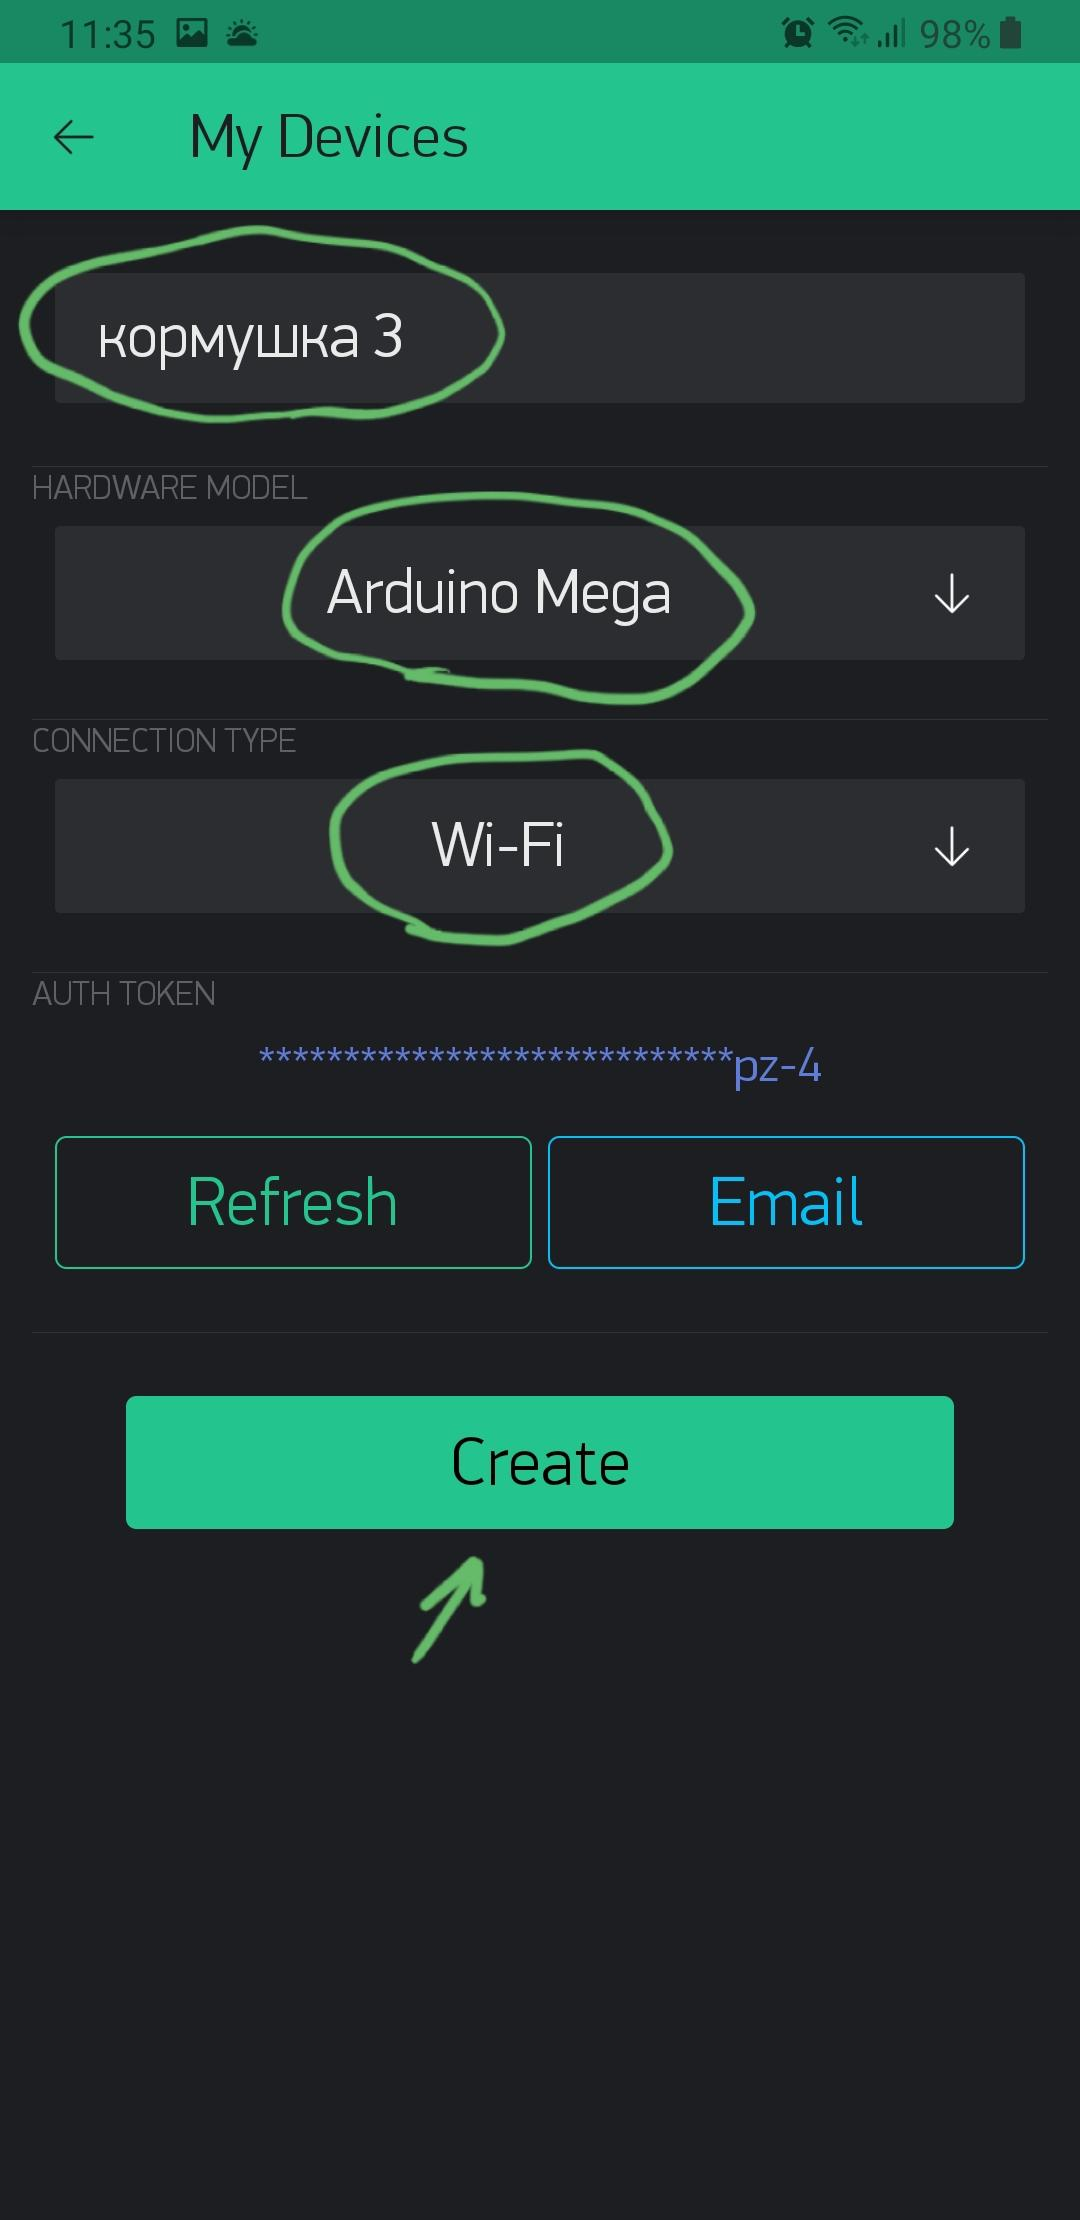 11:35 98%
My Devices
кормушка 3
HARDWARE MODEL
Arduino Mega
CONNECTION TYPE
Wi-Fi
AUTH TOKEN
****************************pz-4
Refresh Email
Create